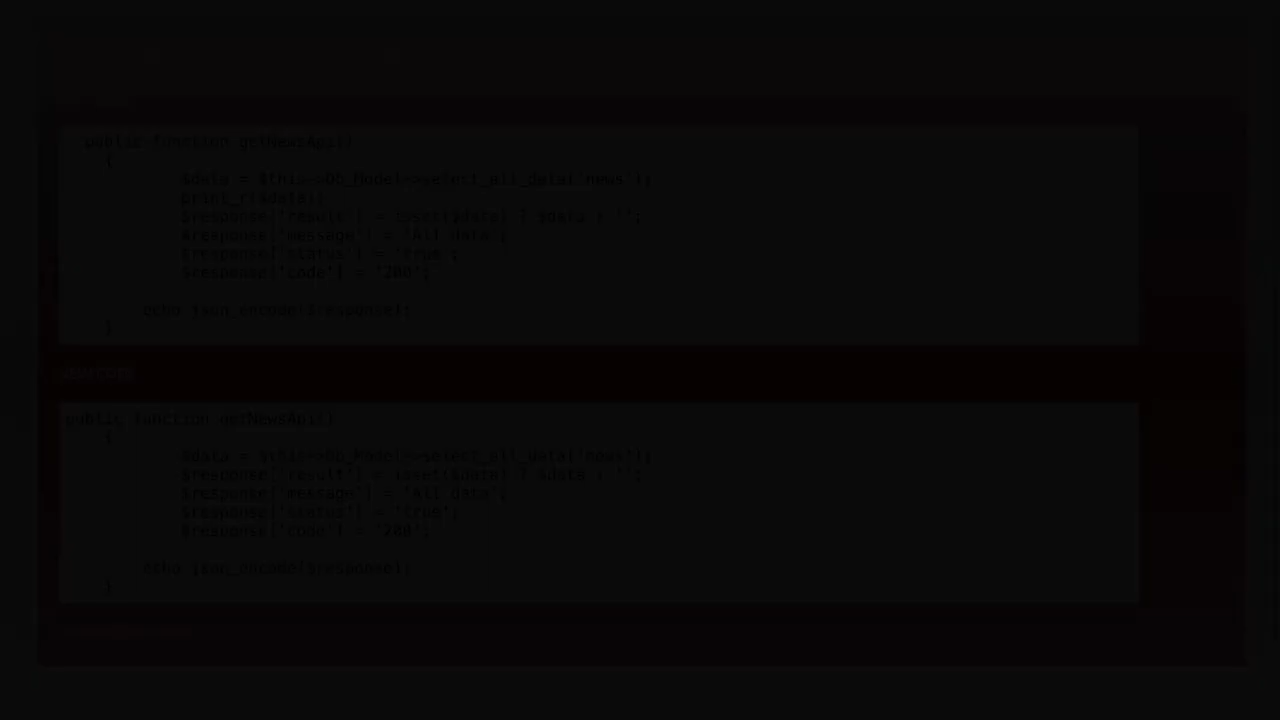 public function getNewsApi()
{
$data = $this->Db_Model->select_all_data('news');
print_r($data);
$response['result'] = isset($data) ? $data : '';
$response['message'] = 'All data';
$response['status'] = 'true';
$response['code'] = '200';
echo json_encode($response);
}
public function getNewsApi()
{
$data = $this->Db_Model->select_all_data('news');
$response['result'] = isset($data) ? $data : '';
$response['message'] = 'All data';
$response['status'] = 'true';
$response['code'] = '200';
echo json_encode($response);
}